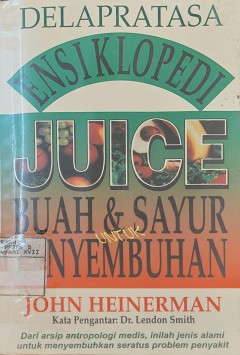 DELAPRATASA
ENSIKLOPEDI
JUICE
BUAH & SAYUR
UNTUK
PENYEMBUHAN
JOHN HEINERMAN
Kata Pengantar: Dr. Lendon Smith
Dari arsip antropologi medis, inilah jenis alami
untuk menyembuhkan seratus problem penyakit